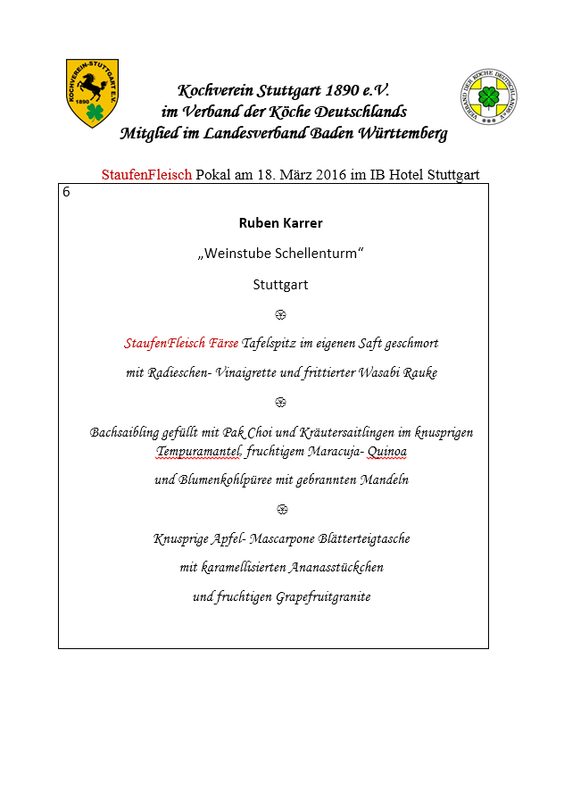 KOCHVEREIN-STUTTGART E.V.
1890
VERBAND DER KÖCHE DEUTSCHLANDS
Kochverein Stuttgart 1890 e.V.
im Verband der Köche Deutschlands
Mitglied im Landesverband Baden Württemberg
StaufenFleisch Pokal am 18. März 2016 im IB Hotel Stuttgart
6
Ruben Karrer
„Weinstube Schellenturm“
Stuttgart
StaufenFleisch Färse Tafelspitz im eigenen Saft geschmort
mit Radieschen- Vinaigrette und frittierter Wasabi Rauke
Bachsaibling gefüllt mit Pak Choi und Kräutersaitlingen im knusprigen
Tempuramantel, fruchtigem Maracuja- Quinoa
und Blumenkohlpüree mit gebrannten Mandeln
Knusprige Apfel- Mascarpone Blätterteigtasche
mit karamellisierten Ananasstückchen
und fruchtigen Grapefruitgranite